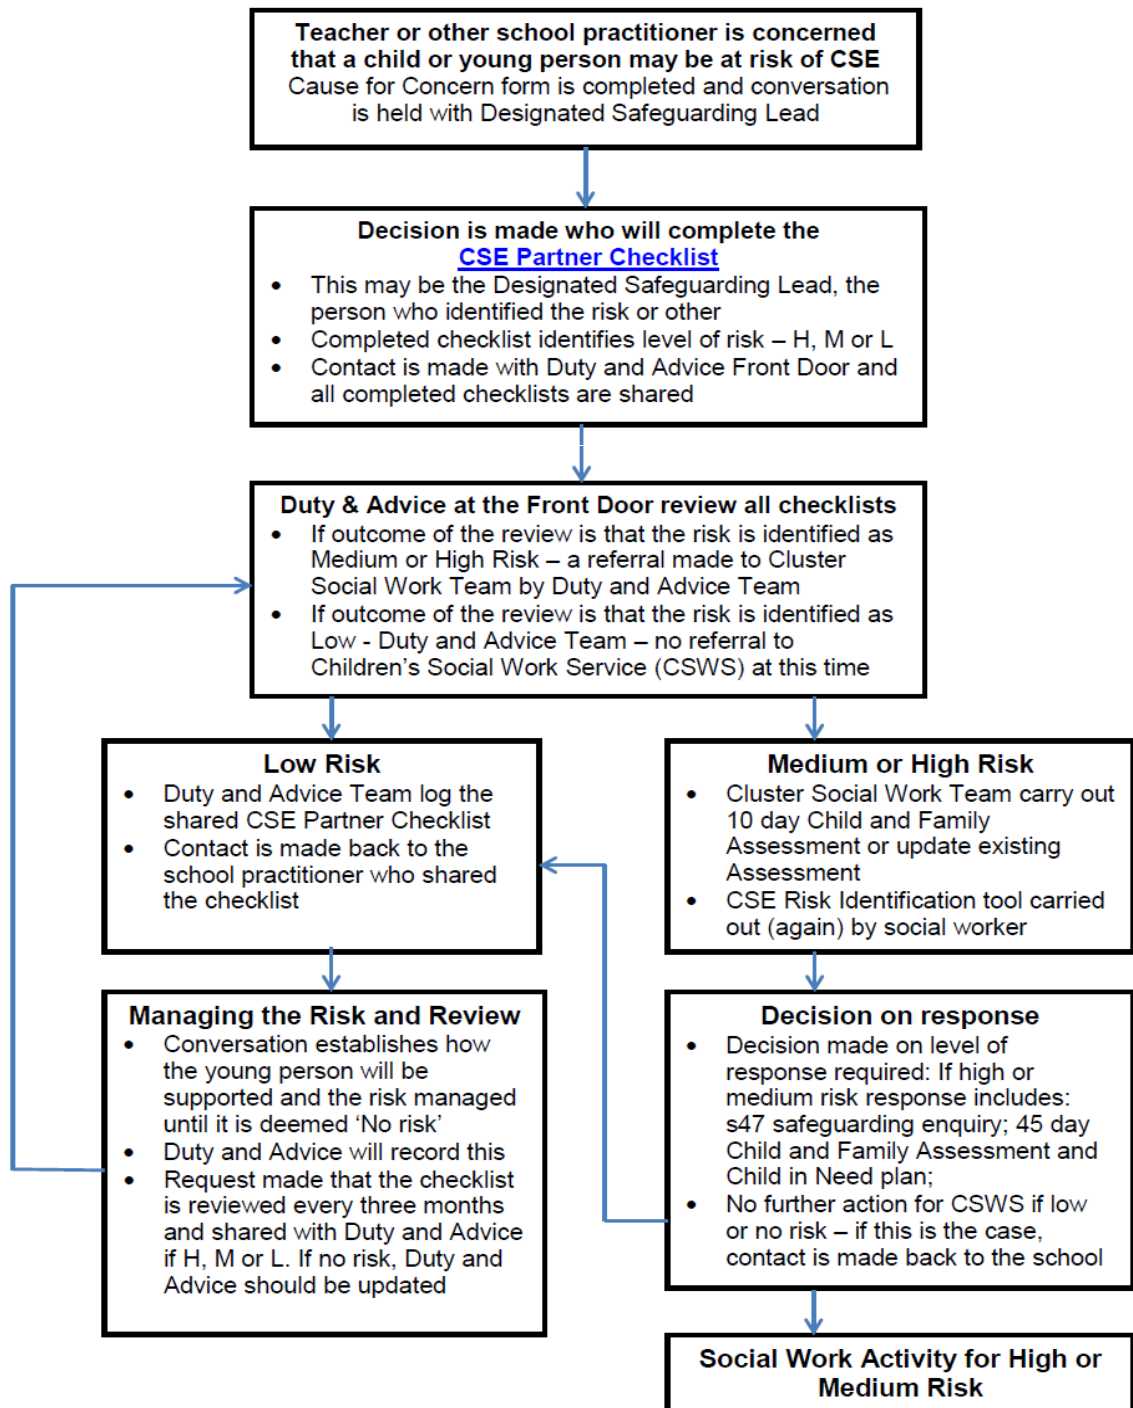 Teacher or other school practitioner is concerned
that a child or young person may be at risk of CSE
Cause for Concern form is completed and conversation
is held with Designated Safeguarding Lead
Decision is made who will complete the
CSE Partner Checklist
• This may be the Designated Safeguarding Lead, the
person who identified the risk or other
• Completed checklist identifies level of risk – H, M or L
• Contact is made with Duty and Advice Front Door and
all completed checklists are shared
Duty & Advice at the Front Door review all checklists
• If outcome of the review is that the risk is identified as
Medium or High Risk – a referral made to Cluster
Social Work Team by Duty and Advice Team
• If outcome of the review is that the risk is identified as
Low - Duty and Advice Team – no referral to
Children's Social Work Service (CSWS) at this time
Low Risk
• Duty and Advice Team log the
shared CSE Partner Checklist
• Contact is made back to the
school practitioner who shared
the checklist
Medium or High Risk
• Cluster Social Work Team carry out
10 day Child and Family
Assessment or update existing
Assessment
• CSE Risk Identification tool carried
out (again) by social worker
Managing the Risk and Review
• Conversation establishes how
the young person will be
supported and the risk managed
until it is deemed 'No risk'
• Duty and Advice will record this
• Request made that the checklist
is reviewed every three months
and shared with Duty and Advice
if H, M or L. If no risk, Duty and
Advice should be updated
Decision on response
• Decision made on level of
response required: If high or
medium risk response includes:
s47 safeguarding enquiry; 45 day
Child and Family Assessment and
Child in Need plan;
• No further action for CSWS if low
or no risk – if this is the case,
contact is made back to the school
Social Work Activity for High or
Medium Risk